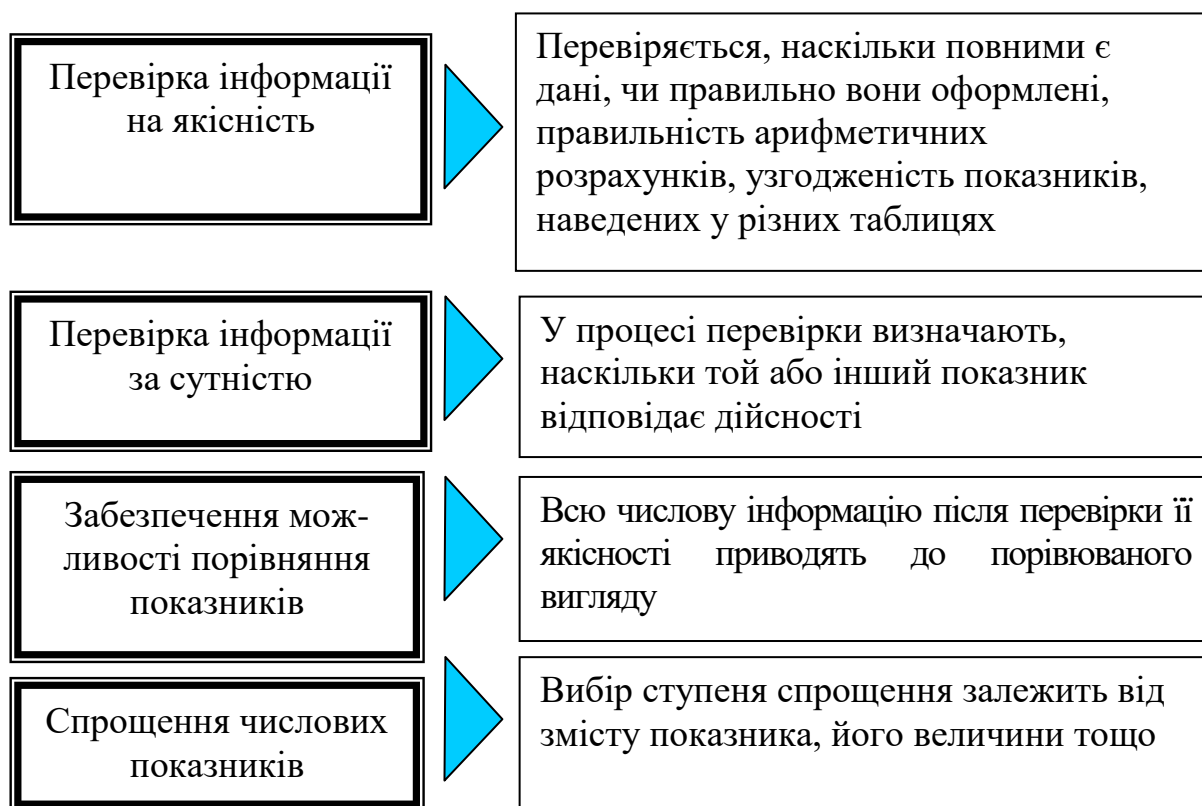 Перевірка інформації
на якісність
Перевіряється, наскільки повними є
дані, чи правильно вони оформлені,
правильність арифметичних
розрахунків, узгодженість показників,
наведених у різних таблицях
Перевірка інформації
за сутністю
У процесі перевірки визначають,
наскільки той або інший показник
відповідає дійсності
Забезпечення мож-
ливості порівняння
показників
Всю числову інформацію після перевірки її
якісності приводять до порівюваного
вигляду
Спрощення числових
показників
Вибір ступеня спрощення залежить від
змісту показника, його величини тощо